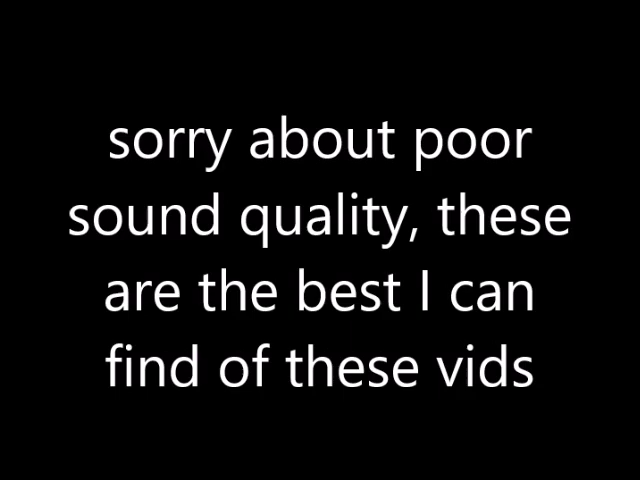 sorry about poor
sound quality, these
are the best I can
find of these vids